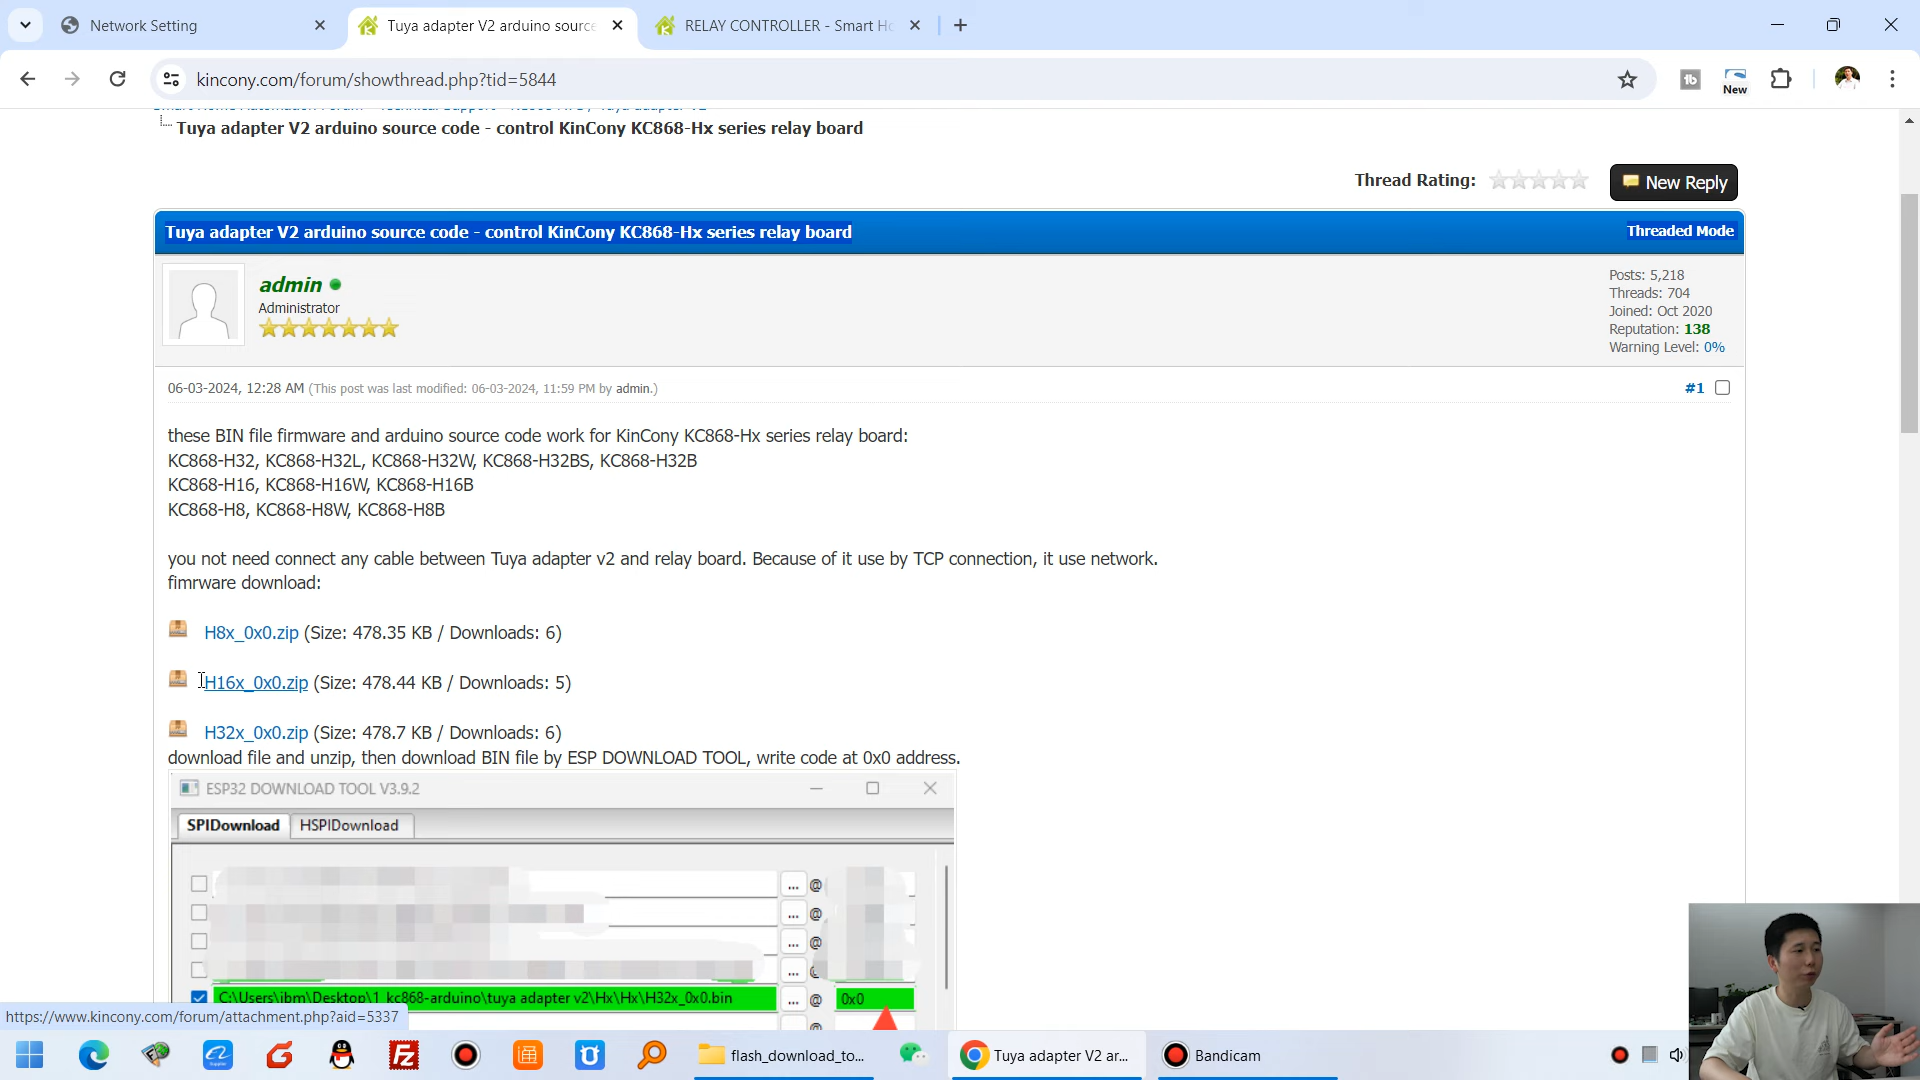 Network Setting
Tuya adapter V2 arduino source
RELAY CONTROLLER - Smart Ho
kincony.com/forum/showthread.php?tid=5844
New
Tuya adapter V2 arduino source code - control KinCony KC868-Hx series relay board
Thread Rating:
New Reply
Tuya adapter V2 arduino source code - control KinCony KC868-Hx series relay board
Threaded Mode
admin
Administrator
Posts: 5,218
Threads: 704
Joined: Oct 2020
Reputation: 138
Warning Level: 0%
06-03-2024, 12:28 AM (This post was last modified: 06-03-2024, 11:59 PM by admin.)
#1
these BIN file firmware and arduino source code work for KinCony KC868-Hx series relay board:
KC868-H32, KC868-H32L, KC868-H32W, KC868-H32BS, KC868-H32B
KC868-H16, KC868-H16W, KC868-H16B
KC868-H8, KC868-H8W, KC868-H8B
you not need connect any cable between Tuya adapter v2 and relay board. Because of it use by TCP connection, it use network.
fimrware download:
H8x_0x0.zip (Size: 478.35 KB / Downloads: 6)
H16x_0x0.zip (Size: 478.44 KB / Downloads: 5)
H32x_0x0.zip (Size: 478.7 KB / Downloads: 6)
download file and unzip, then download BIN file by ESP DOWNLOAD TOOL, write code at 0x0 address.
ESP32 DOWNLOAD TOOL V3.9.2
SPIDownload
HSPIDownload
... @
... @
... @
...
C:\Users\ibm\Desktop\1 kc868-arduino\tuya adapter v2\Hx\Hx\H32x_0x0.bin
... @
0x0
https://www.kincony.com/forum/attachment.php?aid=5337
flash_download_to...
Tuya adapter V2 ar...
Bandicam